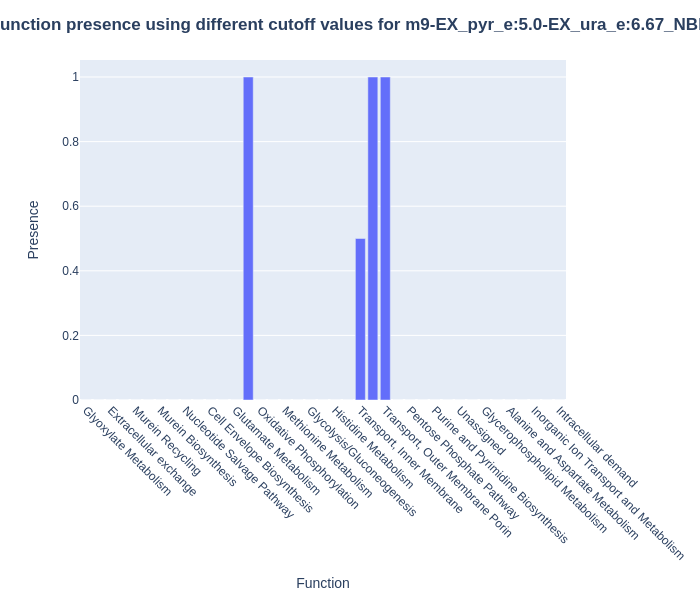 unction presence using different cutoff values for m9-EX_pyr_e:5.0-EX_ura_e:6.67_NB
Presence
1
0.8
0.6
0.4
0.2
0
Glyoxylate Metabolism
Extracellular exchange
Murein Recycling
Murein Biosynthesis
Nucleotide Salvage Pathway
Cell Envelope Biosynthesis
Glutamate Metabolism
Oxidative Phosphorylation
Methionine Metabolism
Glycolysis/Gluconeogenesis
Histidine Metabolism
Transport, Inner Membrane
Transport, Outer Membrane Porin
Pentose Phosphate Pathway
Purine and Pyrimidine Biosynthesis
Unassigned
Glycerophospholipid Metabolism
Alanine and Aspartate Metabolism
Inorganic Ion Transport and Metabolism
Intracellular demand
Function